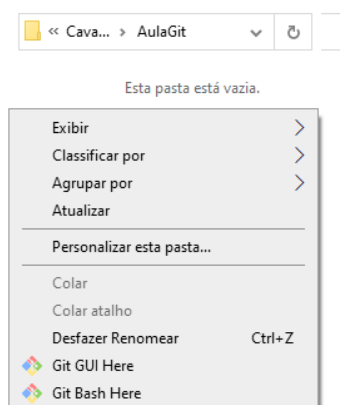 « Cava... > AulaGit
Esta pasta está vazia.
Exibir
Classificar por
Agrupar por
Atualizar
Personalizar esta pasta...
Colar
Colar atalho
Desfazer Renomear Ctrl+Z
Git GUI Here
Git Bash Here